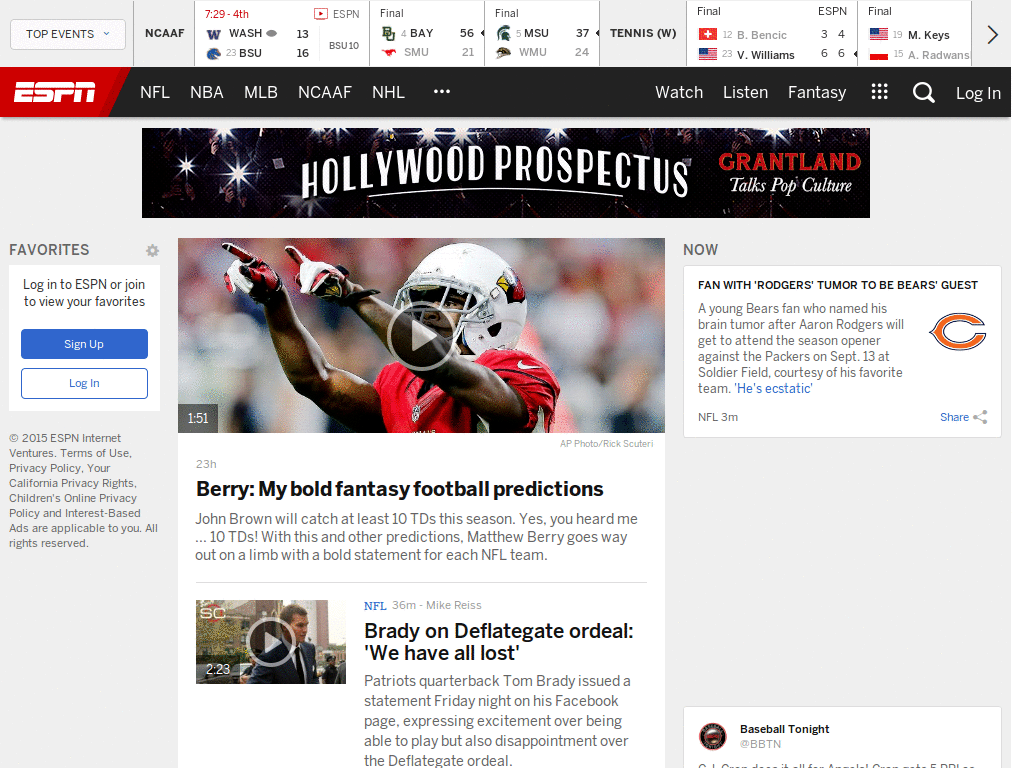 TOP EVENTS
NCAAF
7:29 - 4th ESPN
WASH 13
23 BSU 16
BSU10
Final
4 BAY 56
SMU 21
Final
5 MSU 37
WMU 24
TENNIS (W)
Final ESPN
12 B. Bencic 3 4
23 V. Williams 6 6
Final
19 M. Keys
15 A. Radwans
ESPN
NFL NBA MLB NCAAF NHL ••• Watch Listen Fantasy Log In
HOLLYWOOD PROSPECTUS
GRANTLAND
Talks Pop Culture
FAVORITES
Log in to ESPN or join
to view your favorites
Sign Up
Log In
© 2015 ESPN Internet
Ventures. Terms of Use,
Privacy Policy, Your
California Privacy Rights,
Children's Online Privacy
Policy and Interest-Based
Ads are applicable to you. All
rights reserved.
1:51
AP Photo/Rick Scuteri
23h
Berry: My bold fantasy football predictions
John Brown will catch at least 10 TDs this season. Yes, you heard me
... 10 TDs! With this and other predictions, Matthew Berry goes way
out on a limb with a bold statement for each NFL team.
SC
2:23
NFL 36m - Mike Reiss
Brady on Deflategate ordeal:
'We have all lost'
Patriots quarterback Tom Brady issued a
statement Friday night on his Facebook
page, expressing excitement over being
able to play but also disappointment over
the Deflategate ordeal.
NOW
FAN WITH 'RODGERS' TUMOR TO BE BEARS' GUEST
A young Bears fan who named his
brain tumor after Aaron Rodgers will
get to attend the season opener
against the Packers on Sept. 13 at
Soldier Field, courtesy of his favorite
team. 'He's ecstatic'
NFL 3m Share
Baseball Tonight
@BBTN
C.J. Cron does it all for Angels! Cron gets 5 RBI as